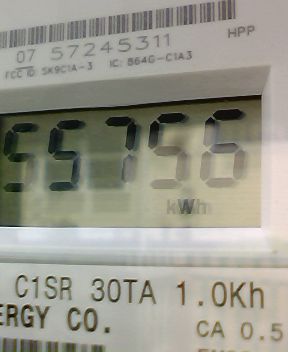 HPP
07 57245311
FCC ID: SK9C1A-3 IC: 864G-C1A3
55756
kWh
C1SR 30TA 1.0Kh
ERGY CO.
CA 0.5